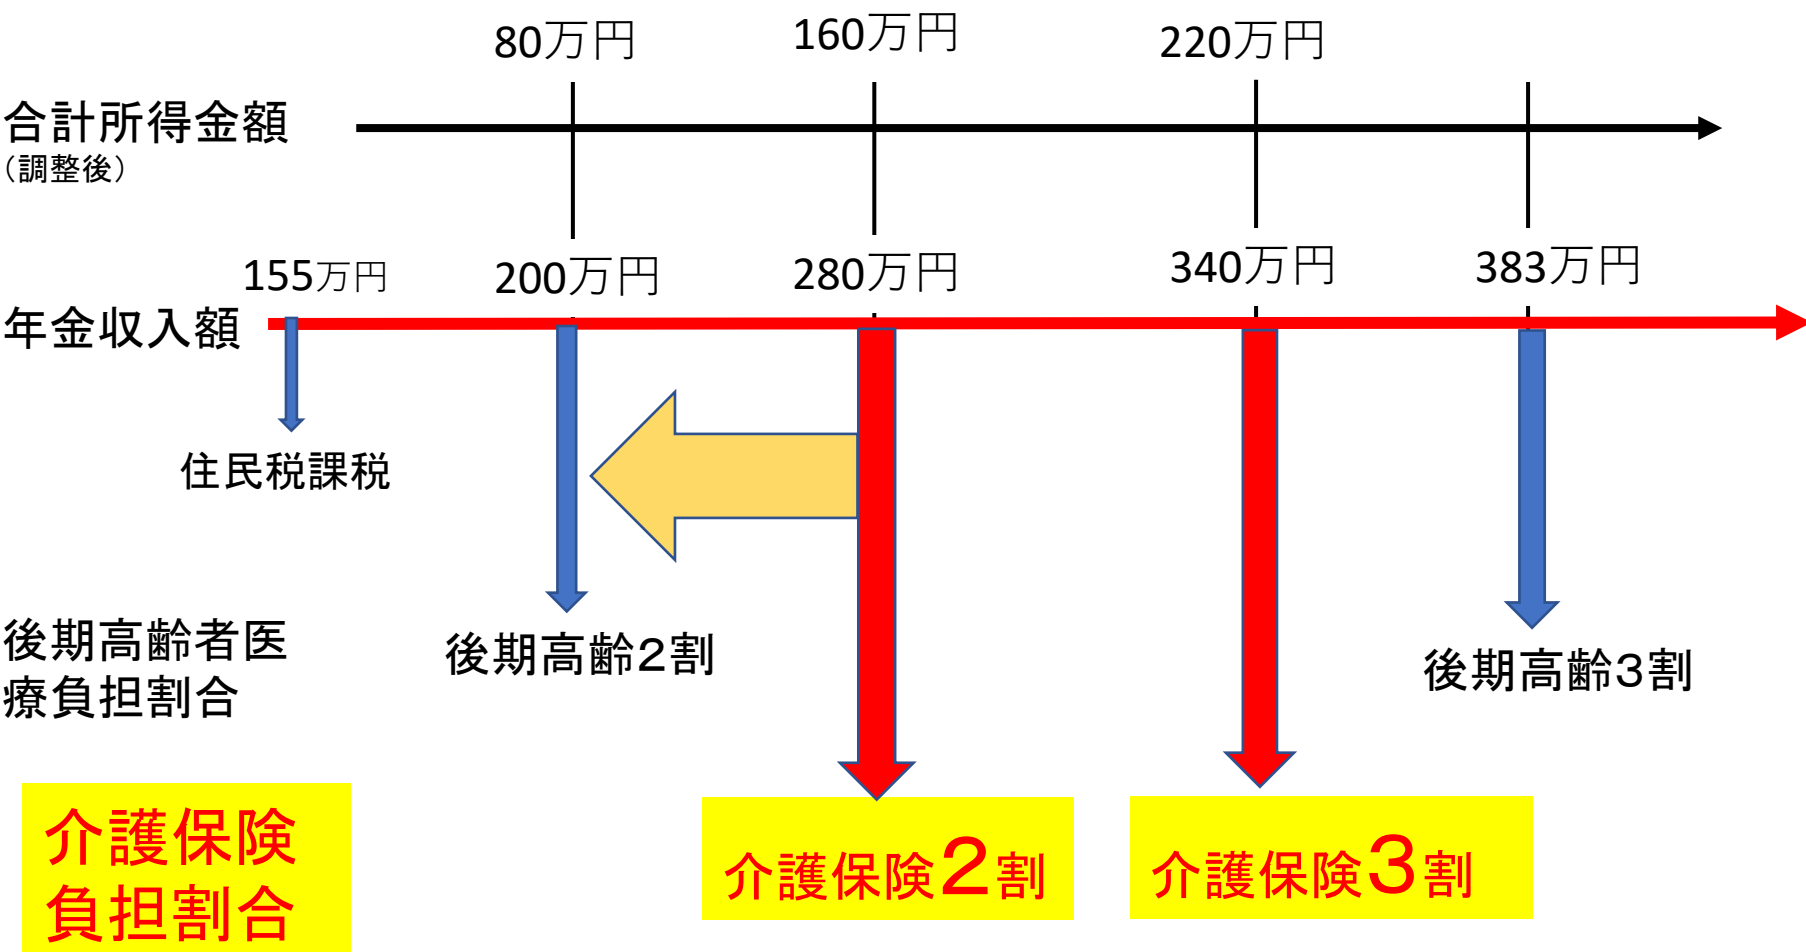 80万円
160万円
220万円
合計所得金額
（調整後）
155万円
200万円
280万円
340万円
383万円
年金収入額
住民税課税
後期高齢者医
療負担割合
後期高齢2割
後期高齢3割
介護保険
負担割合
介護保険2割
介護保険3割